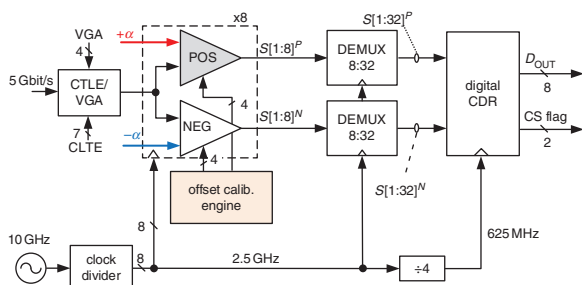 x8
VGA
+α
4
POS
S[1:8]ᴾ
DEMUX
8:32
S[1:32]ᴾ
5 Gbit/s
CTLE/
VGA
digital
CDR
D_OUT
8
4
7
CLTE
−α
NEG
S[1:8]ᴺ
DEMUX
8:32
CS flag
2
4
offset calib.
engine
S[1:32]ᴺ
8
10 GHz
clock
divider
8
2.5 GHz
÷4
625 MHz